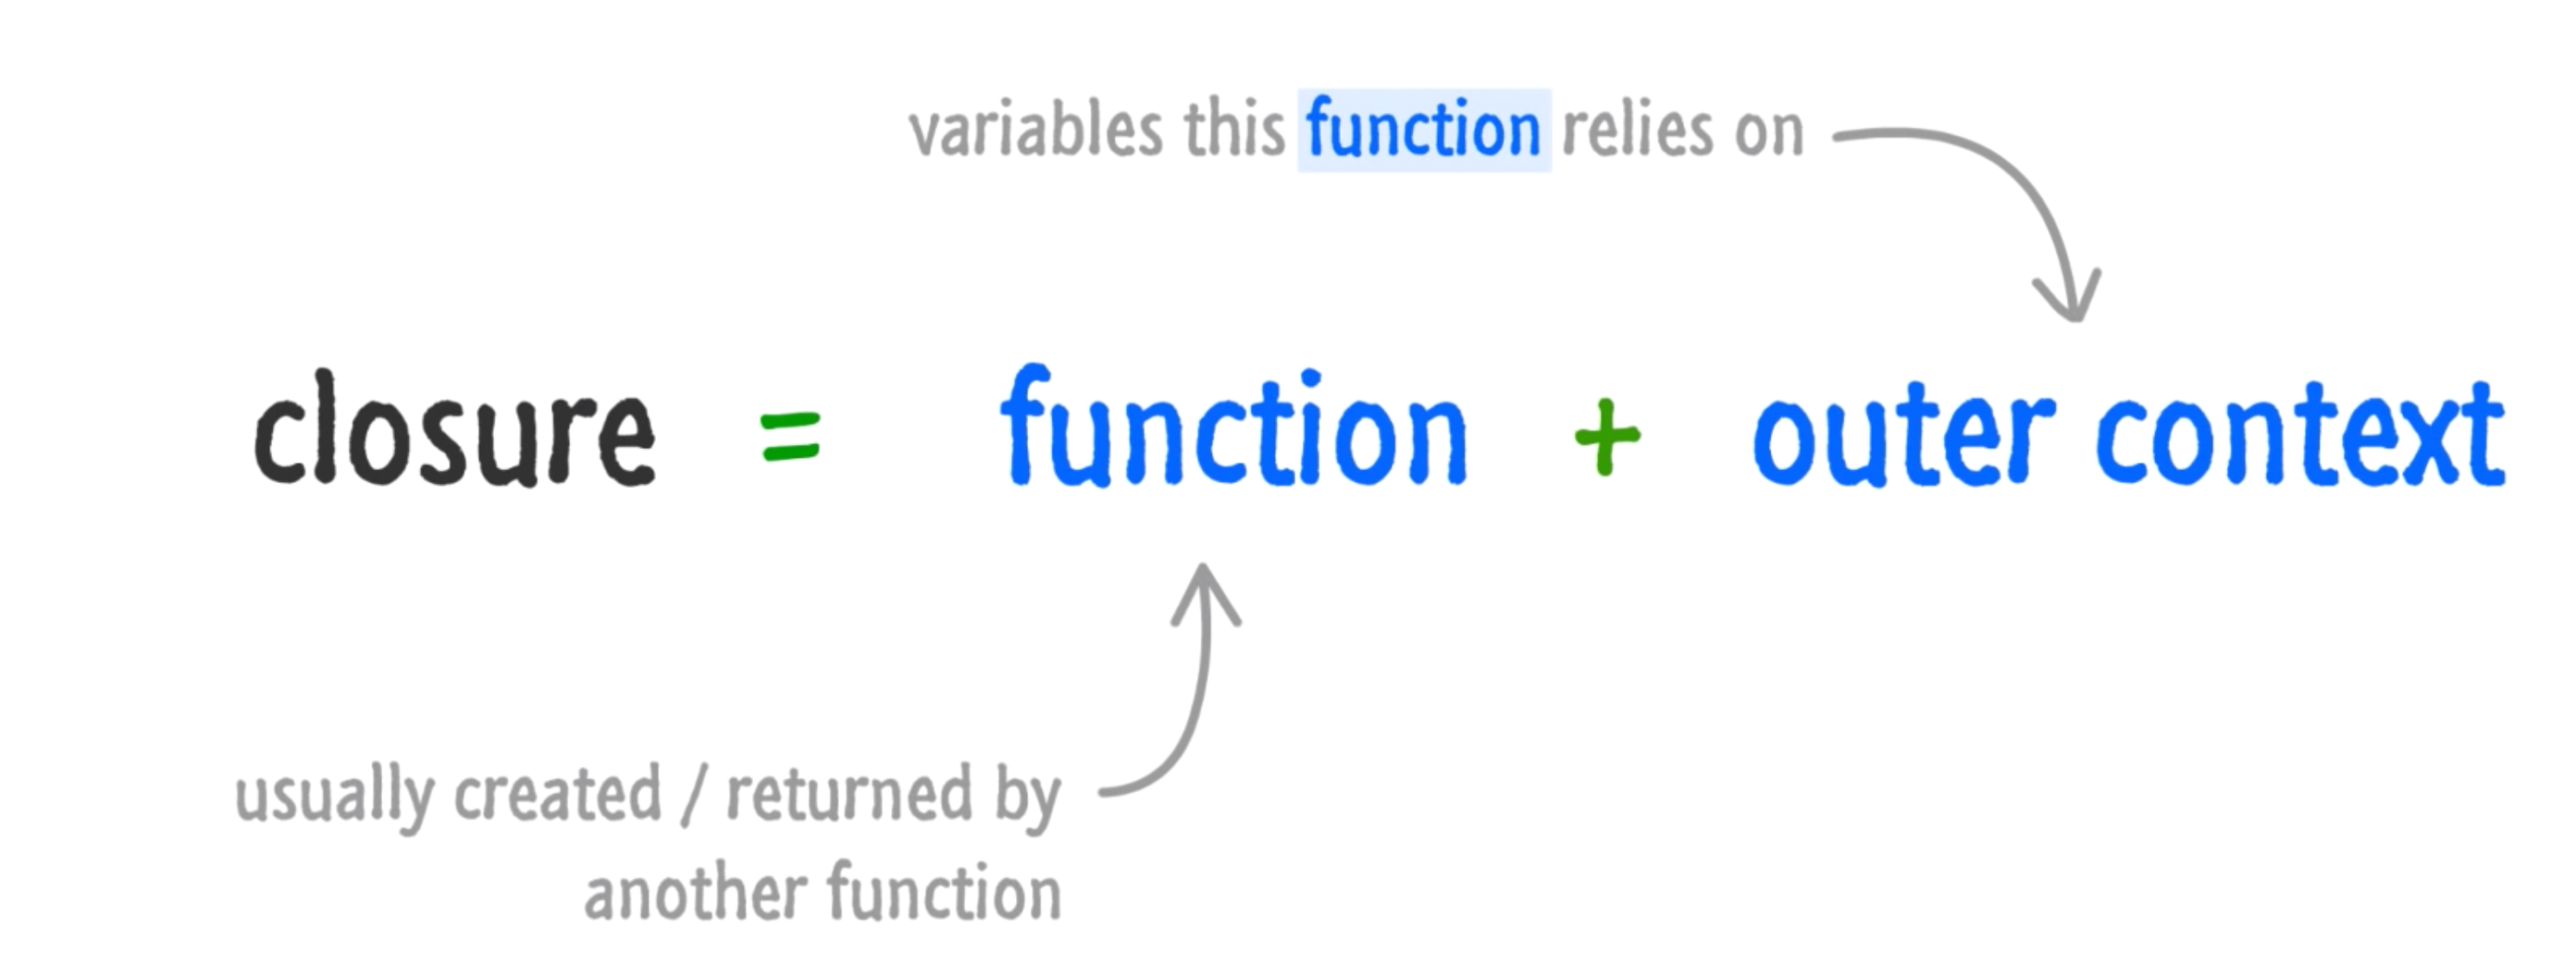 variables this function relies on
closure = function + outer context
usually created / returned by
another function